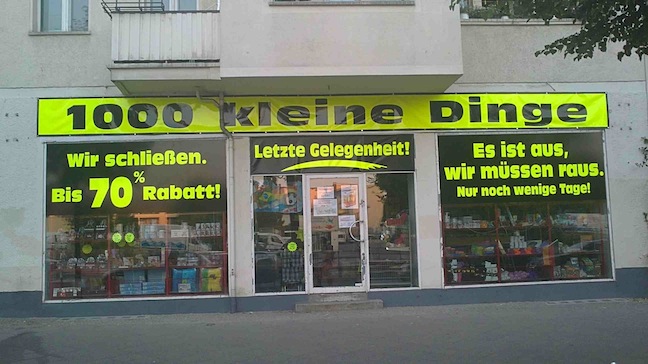 1000 kleine Dinge
Wir schließen.
Bis 70% Rabatt!
Letzte Gelegenheit!
Es ist aus,
wir müssen raus.
Nur noch wenige Tage!